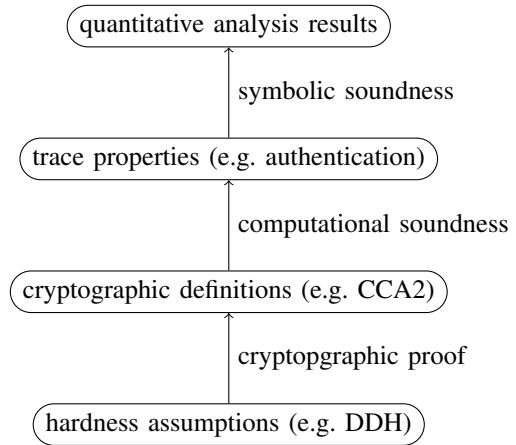 quantitative analysis results
symbolic soundness
trace properties (e.g. authentication)
computational soundness
cryptographic definitions (e.g. CCA2)
cryptopgraphic proof
hardness assumptions (e.g. DDH)